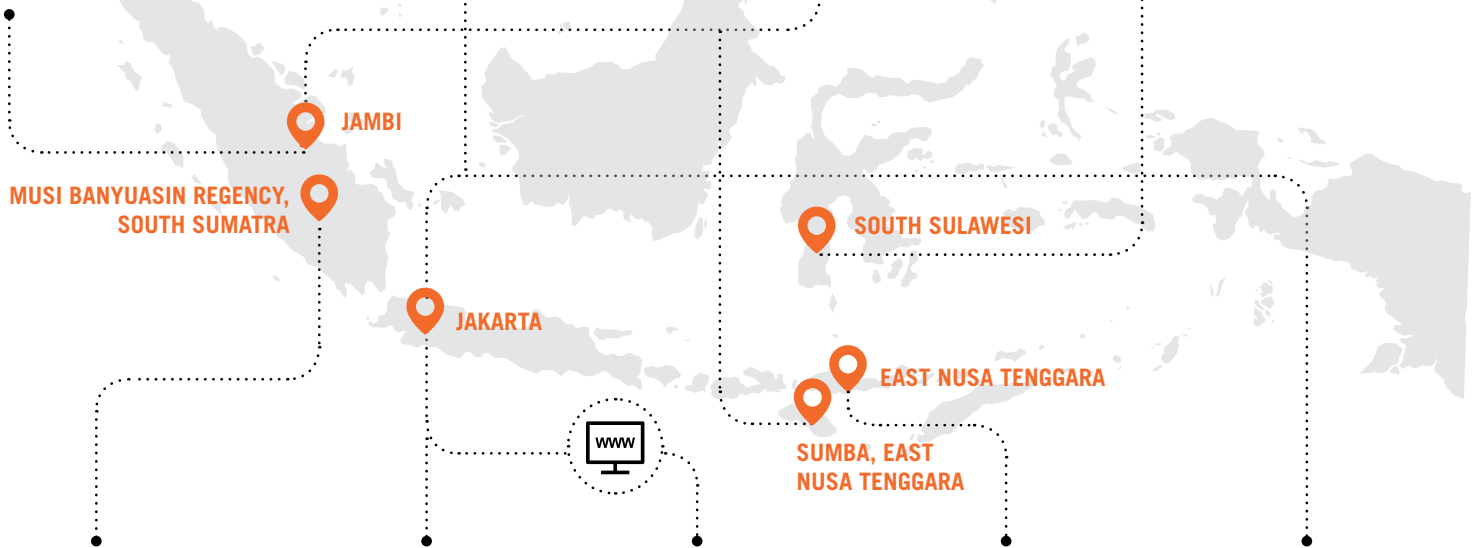 JAMBI
MUSI BANYUASIN REGENCY,
SOUTH SUMATRA
SOUTH SULAWESI
JAKARTA
EAST NUSA TENGGARA
WWW
SUMBA, EAST
NUSA TENGGARA